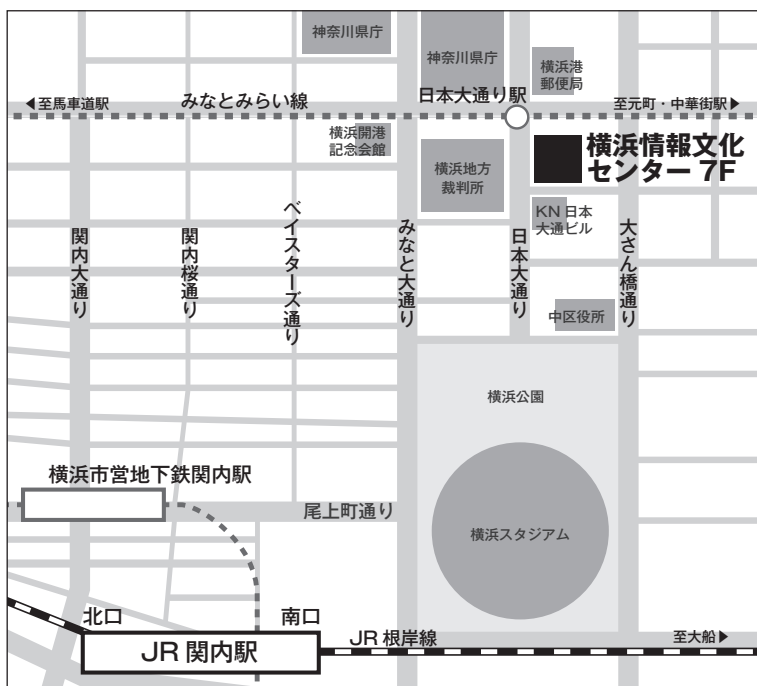 神奈川県庁
神奈川県庁
横浜港
郵便局
◀至馬車道駅
みなとみらい線
日本大通り駅
至元町・中華街駅▶
横浜開港
記念会館
横浜地方
裁判所
横浜情報文化
センター 7F
KN 日本
大通ビル
関内大通り
関内桜通り
ベイスターズ通り
みなと大通り
日本大通り
大さん橋通り
中区役所
横浜公園
横浜市営地下鉄関内駅
尾上町通り
横浜スタジアム
北口
南口
JR 関内駅
JR 根岸線
至大船▶